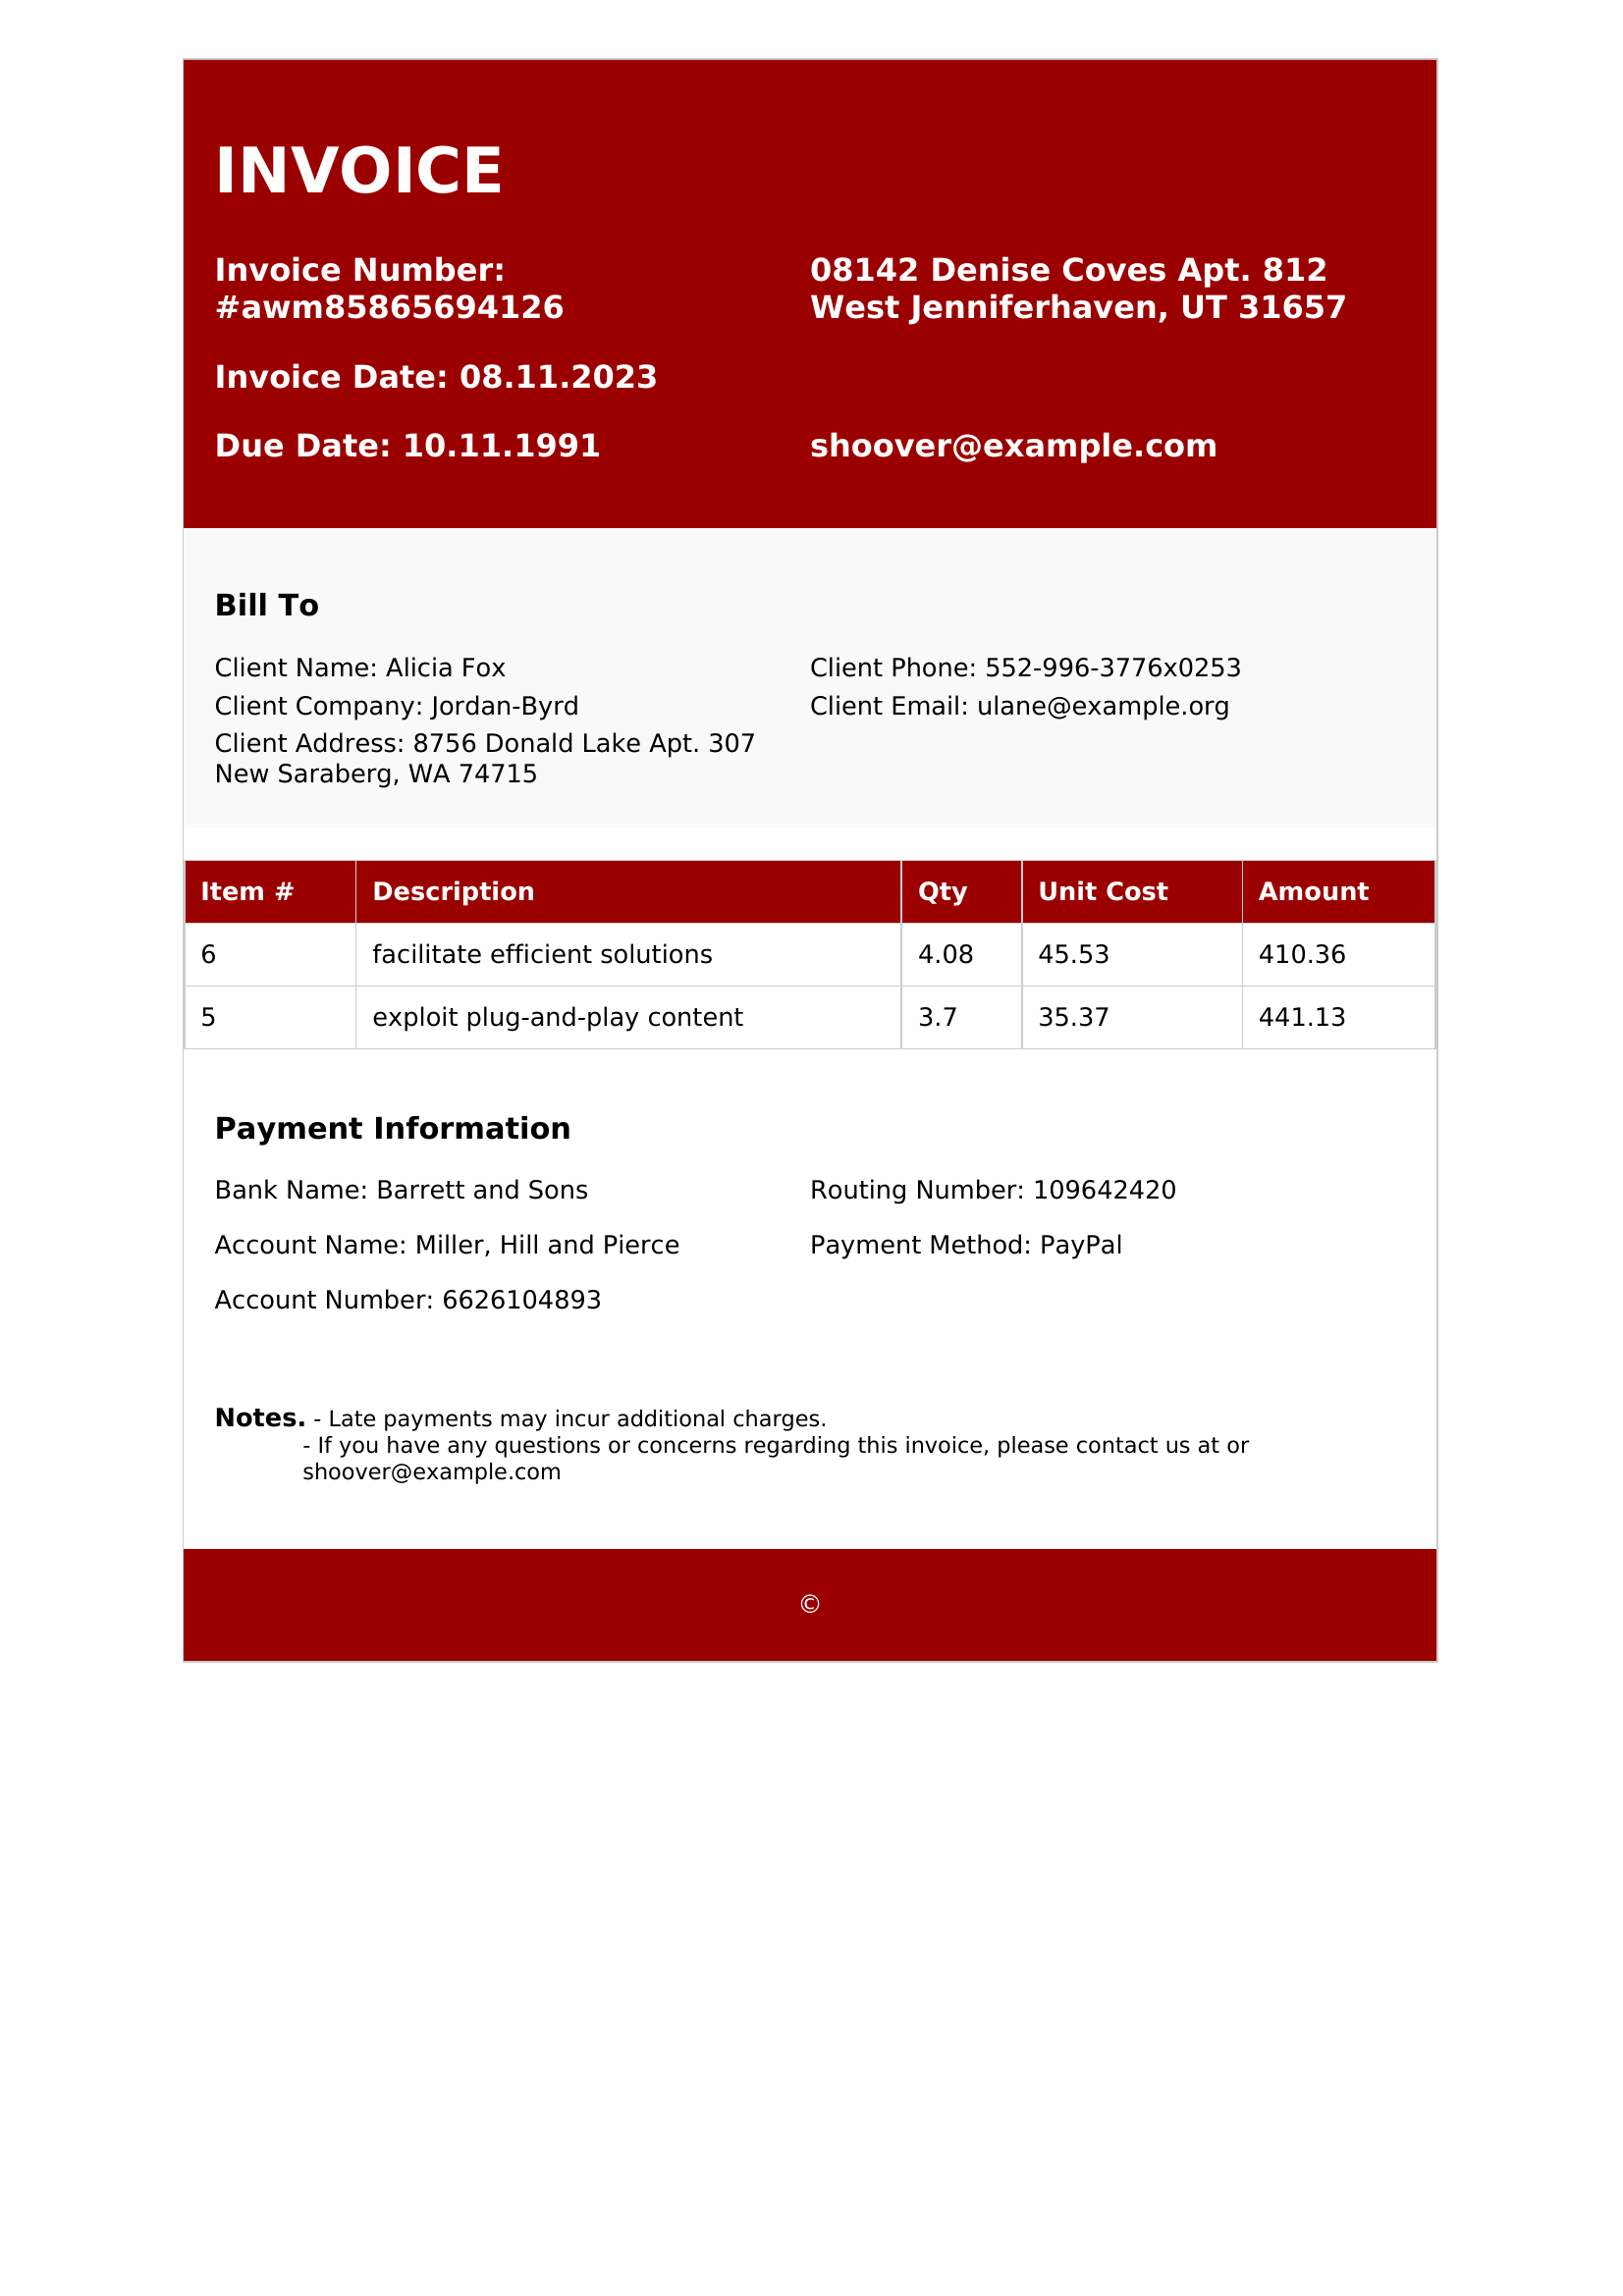 INVOICE
Invoice Number:
#awm85865694126
08142 Denise Coves Apt. 812
West Jenniferhaven, UT 31657
Invoice Date: 08.11.2023
Due Date: 10.11.1991
shoover@example.com
Bill To
Client Name: Alicia Fox
Client Phone: 552-996-3776x0253
Client Company: Jordan-Byrd
Client Email: ulane@example.org
Client Address: 8756 Donald Lake Apt. 307
New Saraberg, WA 74715
Item # Description Qty Unit Cost Amount
6 facilitate efficient solutions 4.08 45.53 410.36
5 exploit plug-and-play content 3.7 35.37 441.13
Payment Information
Bank Name: Barrett and Sons
Routing Number: 109642420
Account Name: Miller, Hill and Pierce
Payment Method: PayPal
Account Number: 6626104893
Notes. - Late payments may incur additional charges.
- If you have any questions or concerns regarding this invoice, please contact us at or
shoover@example.com
©